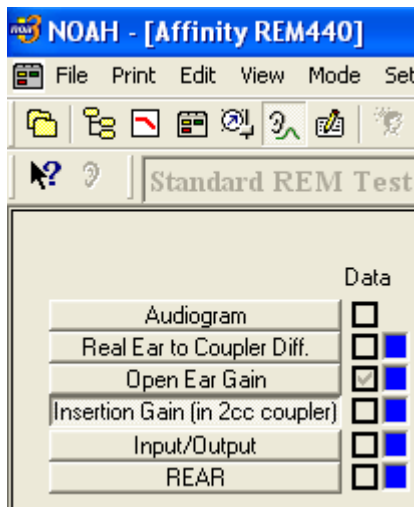 NOAH - [Affinity REM440]
File Print Edit View Mode Set
Standard REM Test
Data
Audiogram
Real Ear to Coupler Diff.
Open Ear Gain
Insertion Gain (in 2cc coupler)
Input/Output
REAR